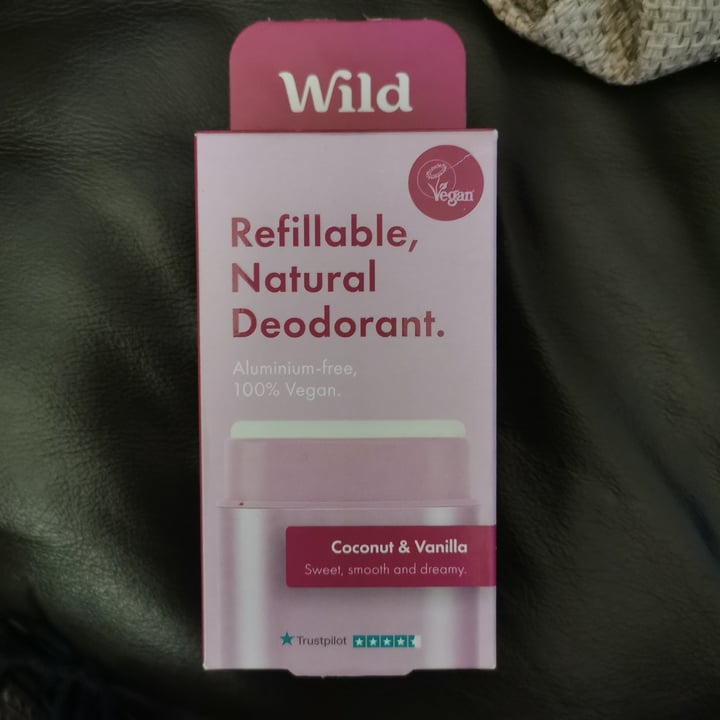 Wild
Vegan
Refillable,
Natural
Deodorant.
Aluminium-free,
100% Vegan.
Coconut & Vanilla
Sweet, smooth and dreamy.
Trustpilot